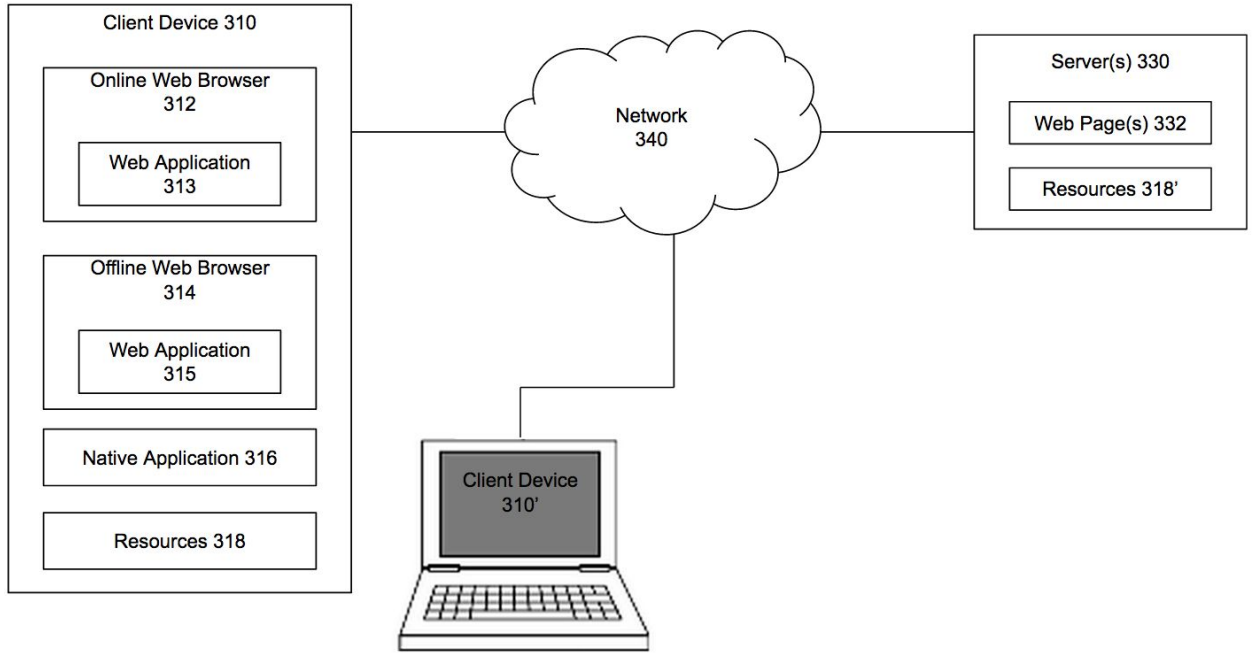 Client Device 310
Online Web Browser
312
Web Application
313
Offline Web Browser
314
Web Application
315
Native Application 316
Resources 318
Network
340
Server(s) 330
Web Page(s) 332
Resources 318’
Client Device
310’